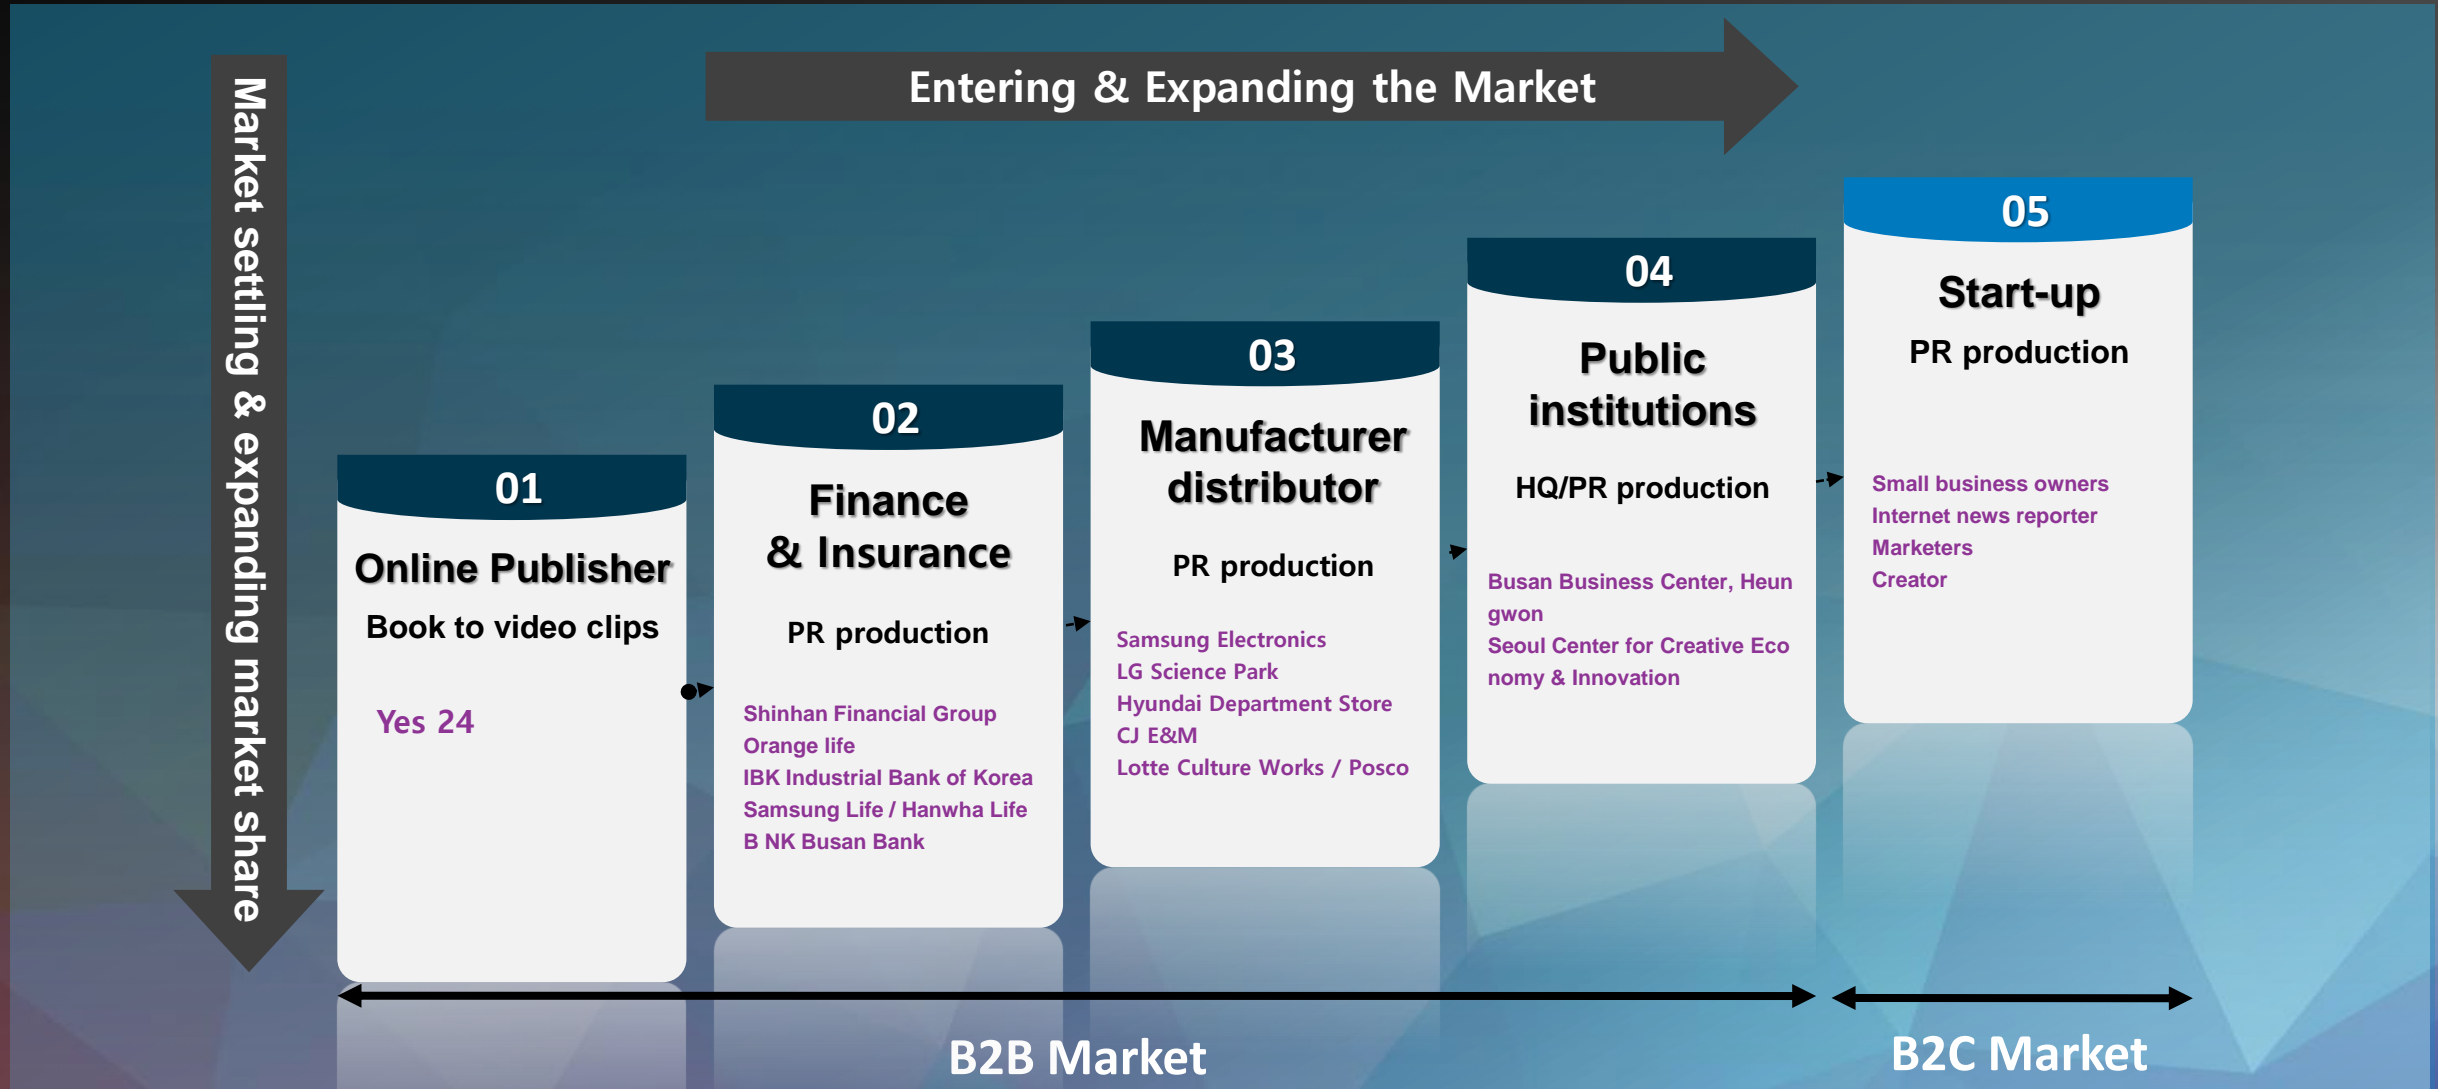 Entering & Expanding the Market
Market settling & expanding market share
01
Online Publisher
Book to video clips
Yes 24
02
Finance
& Insurance
PR production
Shinhan Financial Group
Orange life
IBK Industrial Bank of Korea
Samsung Life / Hanwha Life
B NK Busan Bank
03
Manufacturer
distributor
PR production
Samsung Electronics
LG Science Park
Hyundai Department Store
CJ E&M
Lotte Culture Works / Posco
04
Public
institutions
HQ/PR production
Busan Business Center, Heun
gwon
Seoul Center for Creative Eco
nomy & Innovation
05
Start-up
PR production
Small business owners
Internet news reporter
Marketers
Creator
B2B Market
B2C Market